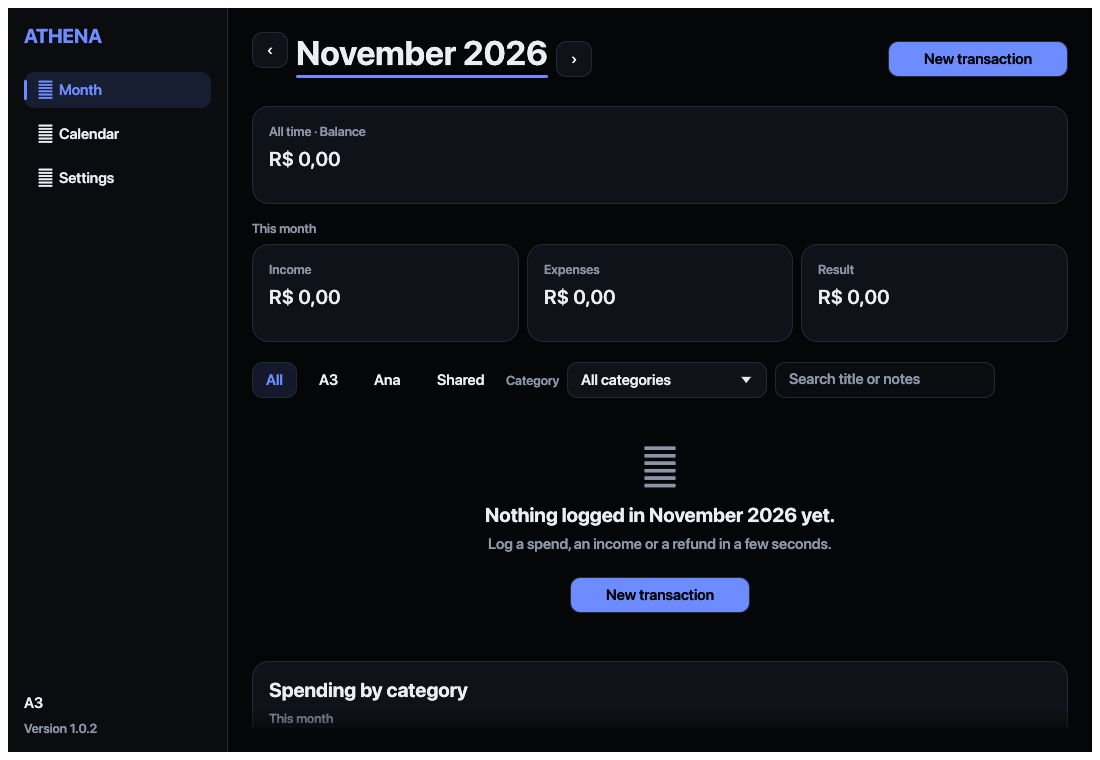 ATHENA
Month
Calendar
Settings
A3
Version 1.0.2
‹
November 2026
›
New transaction
All time · Balance
R$ 0,00
This month
Income
R$ 0,00
Expenses
R$ 0,00
Result
R$ 0,00
All
A3
Ana
Shared
Category
All categories
Search title or notes
Nothing logged in November 2026 yet.
Log a spend, an income or a refund in a few seconds.
New transaction
Spending by category
This month